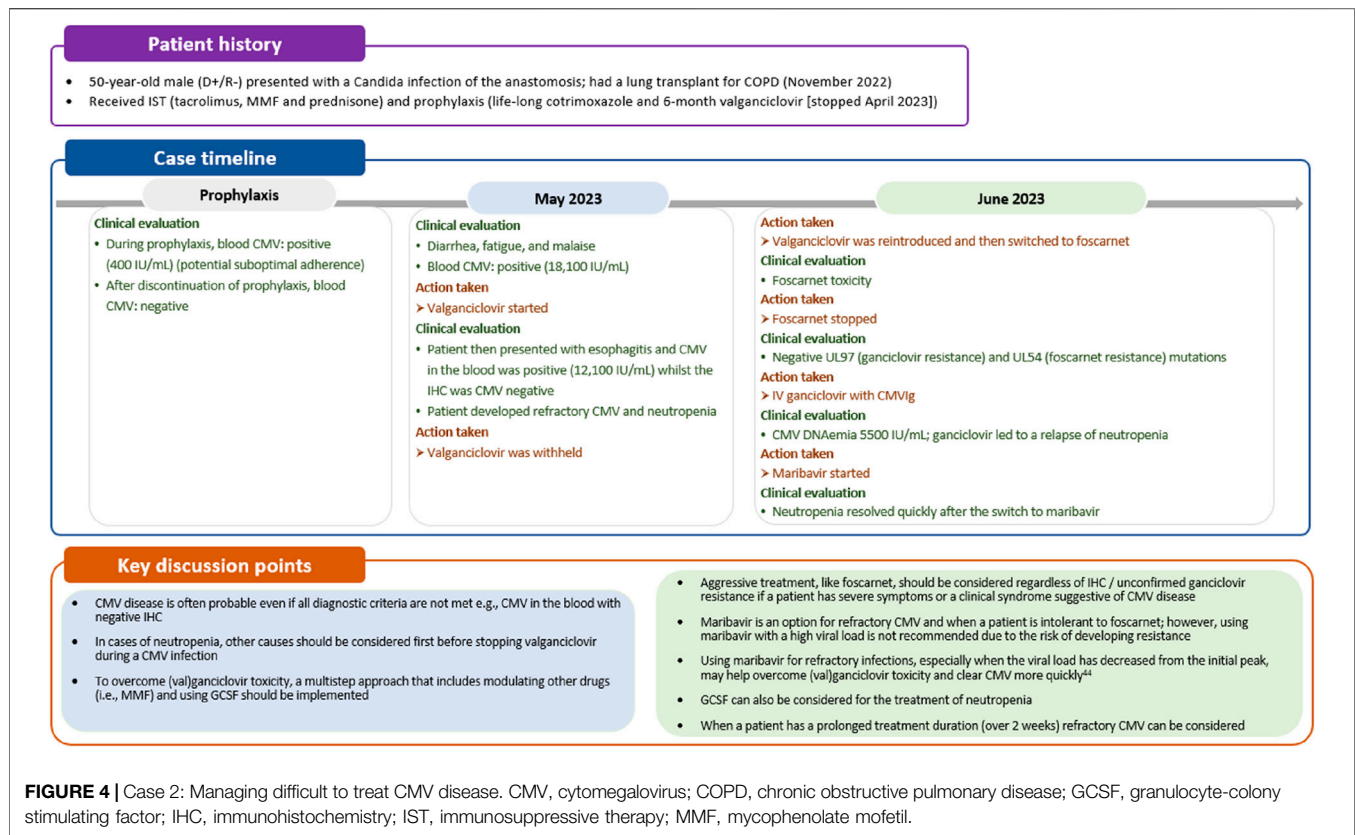 Patient history
• 50-year-old male (D+/R-) presented with a Candida infection of the anastomosis; had a lung transplant for COPD (November 2022)
• Received IST (tacrolimus, MMF and prednisone) and prophylaxis (life-long cotrimoxazole and 6-month valganciclovir [stopped April 2023])
Case timeline
Prophylaxis
Clinical evaluation
• During prophylaxis, blood CMV: positive
(400 IU/mL) (potential suboptimal adherence)
• After discontinuation of prophylaxis, blood
CMV: negative
May 2023
Clinical evaluation
• Diarrhea, fatigue, and malaise
• Blood CMV: positive (18,100 IU/mL)
Action taken
➤ Valganciclovir started
Clinical evaluation
• Patient then presented with esophagitis and CMV
in the blood was positive (12,100 IU/mL) whilst
the IHC was CMV negative
• Patient developed refractory CMV and neutropenia
Action taken
➤ Valganciclovir was withheld
June 2023
Action taken
➤ Valganciclovir was reintroduced and then switched to foscarnet
Clinical evaluation
• Foscarnet toxicity
Action taken
➤ Foscarnet stopped
Clinical evaluation
• Negative UL97 (ganciclovir resistance) and UL54 (foscarnet resistance) mutations
Action taken
➤ IV ganciclovir with CMVIg
Clinical evaluation
• CMV DNAemia 5500 IU/mL; ganciclovir led to a relapse of neutropenia
Action taken
➤ Maribavir started
Clinical evaluation
• Neutropenia resolved quickly after the switch to maribavir
Key discussion points
• CMV disease is often probable even if all diagnostic criteria are not met e.g., CMV in the blood with
negative IHC
• In cases of neutropenia, other causes should be considered first before stopping valganciclovir
during a CMV infection
• To overcome (val)ganciclovir toxicity, a multistep approach that includes modulating other drugs
(i.e., MMF) and using GCSF should be implemented
• Aggressive treatment, like foscarnet, should be considered regardless of IHC / unconfirmed ganciclovir
resistance if a patient has severe symptoms or a clinical syndrome suggestive of CMV disease
• Maribavir is an option for refractory CMV and when a patient is intolerant to foscarnet; however, using
maribavir with a high viral load is not recommended due to the risk of developing resistance
• Using maribavir for refractory infections, especially when the viral load has decreased from the initial peak,
may help overcome (val)ganciclovir toxicity and clear CMV more quickly⁴⁴
• GCSF can also be considered for the treatment of neutropenia
• When a patient has a prolonged treatment duration (over 2 weeks) refractory CMV can be considered
FIGURE 4 | Case 2: Managing difficult to treat CMV disease. CMV, cytomegalovirus; COPD, chronic obstructive pulmonary disease; GCSF, granulocyte-colony
stimulating factor; IHC, immunohistochemistry; IST, immunosuppressive therapy; MMF, mycophenolate mofetil.